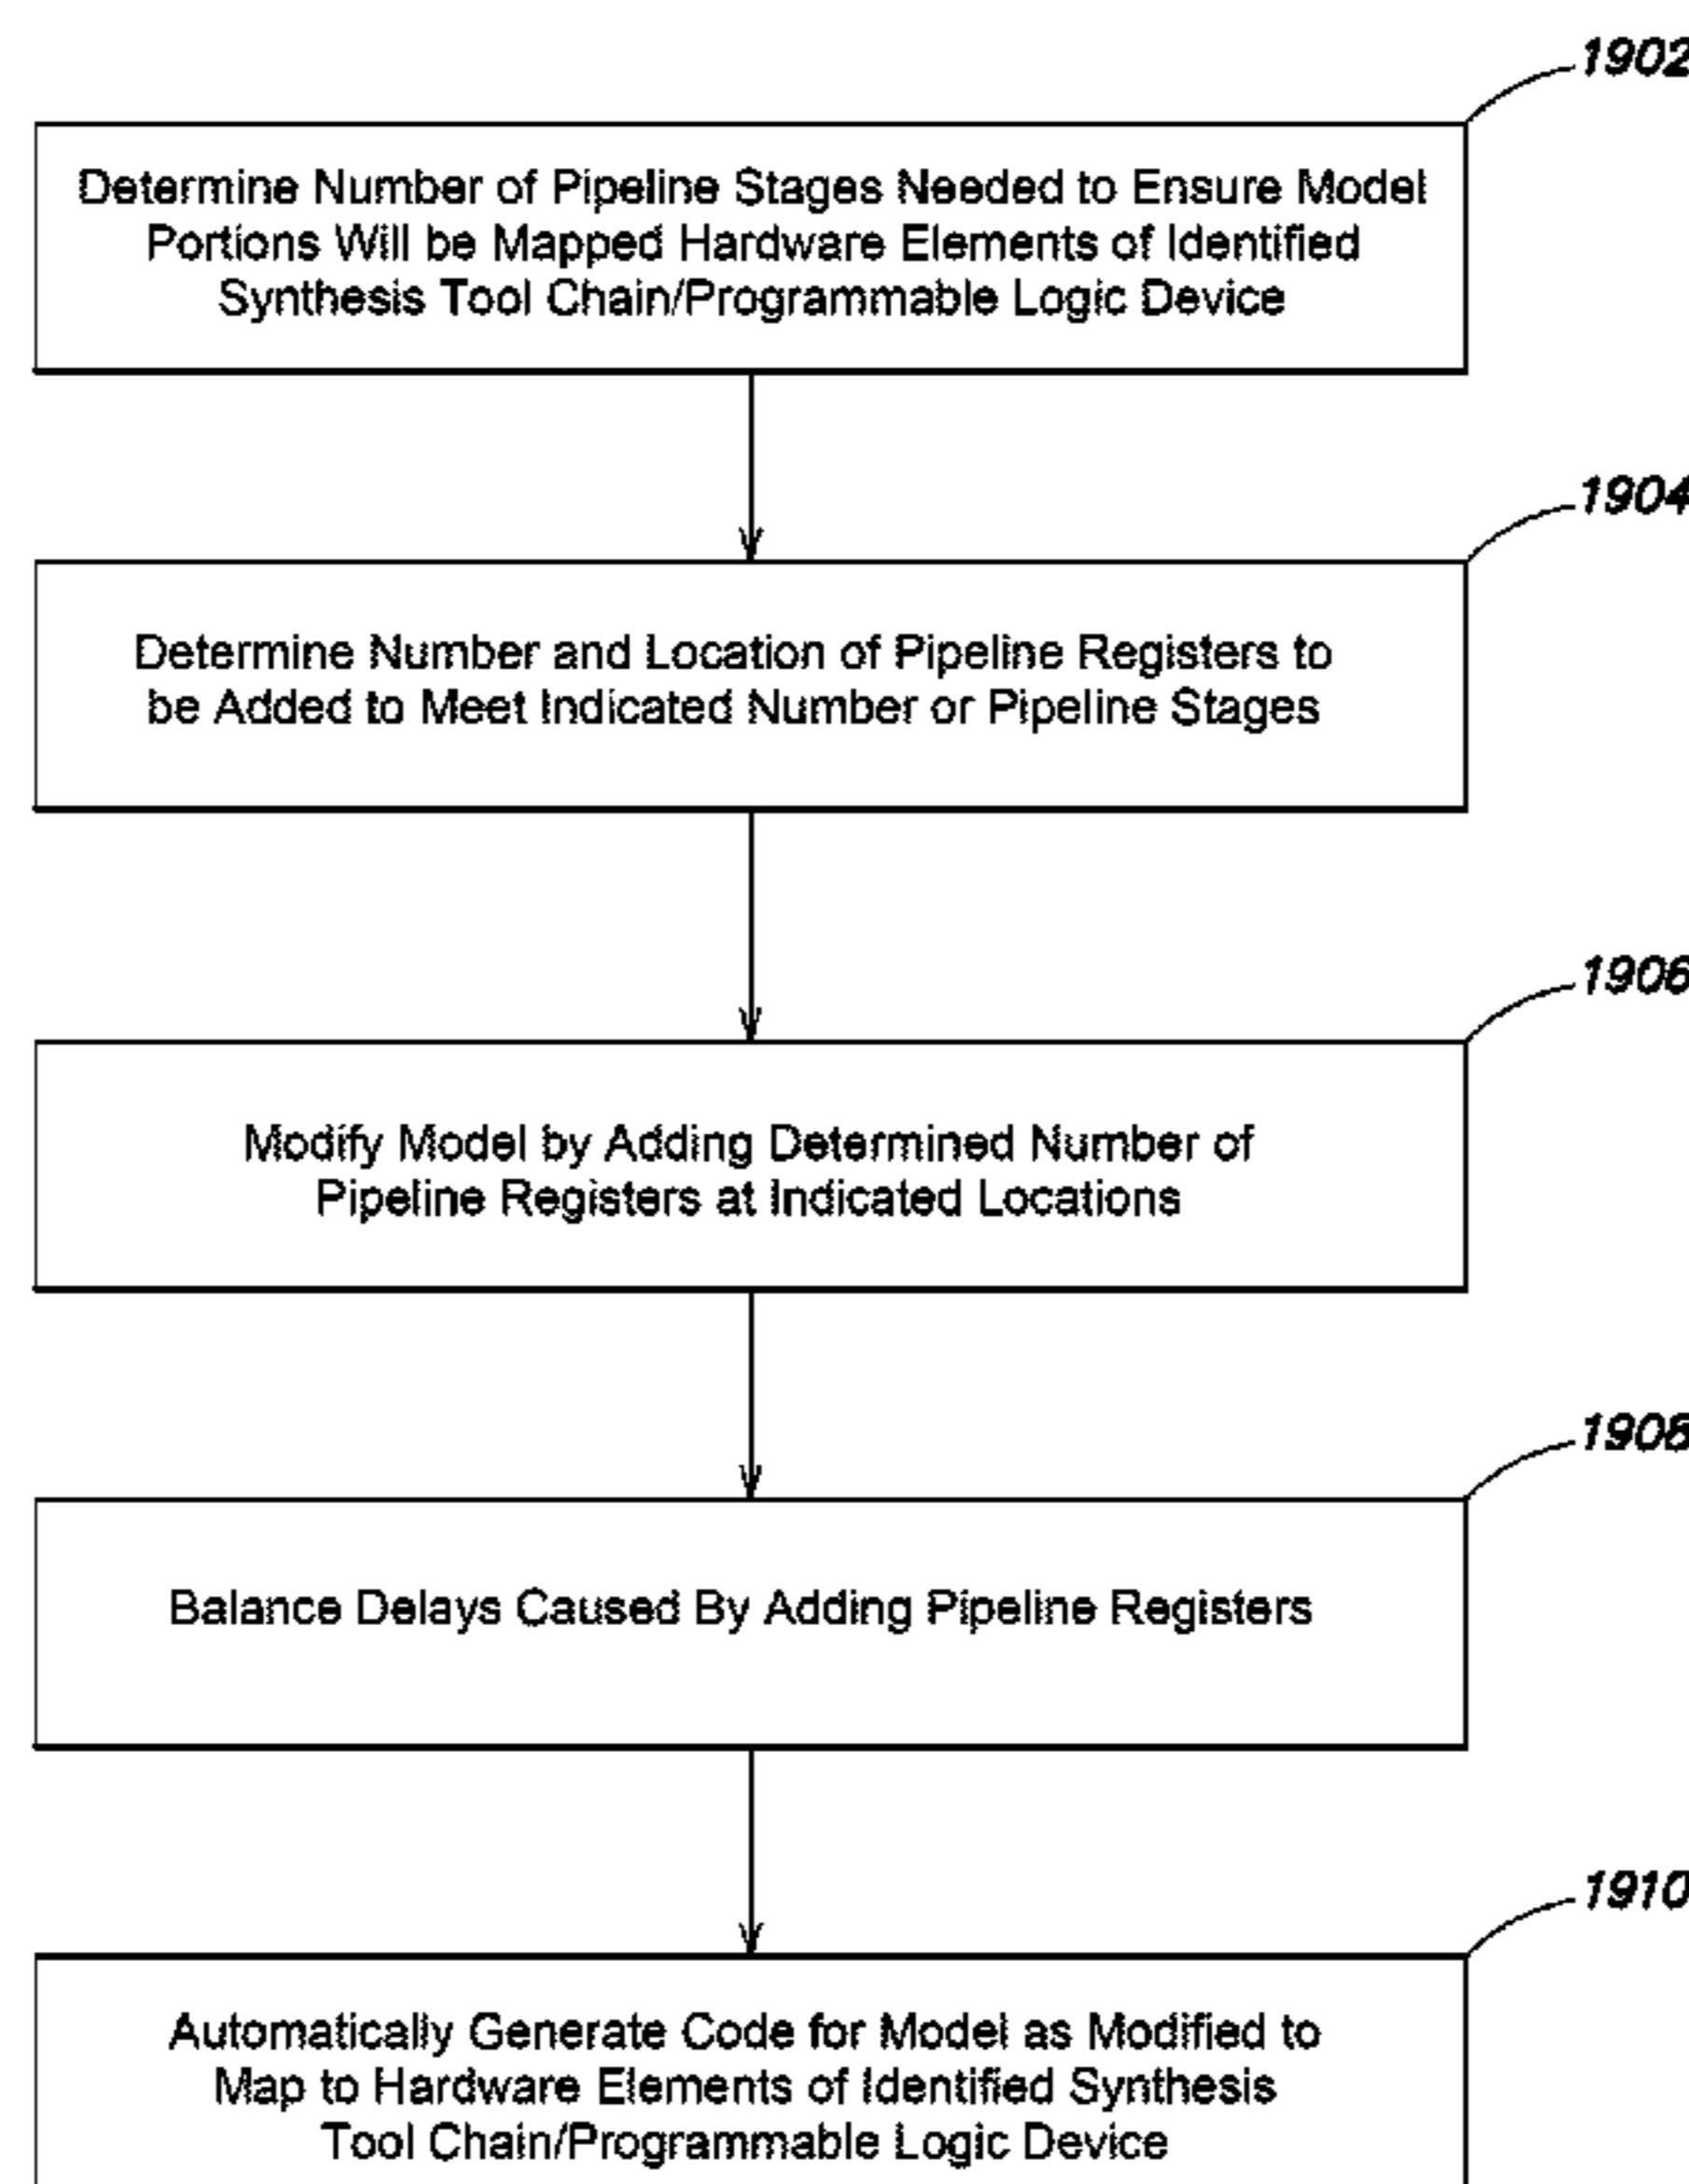 1902
Determine Number of Pipeline Stages Needed to Ensure Model
Portions Will be Mapped Hardware Elements of Identified
Synthesis Tool Chain/Programmable Logic Device
1904
Determine Number and Location of Pipeline Registers to
be Added to Meet Indicated Number or Pipeline Stages
1906
Modify Model by Adding Determined Number of
Pipeline Registers at Indicated Locations
1908
Balance Delays Caused By Adding Pipeline Registers
1910
Automatically Generate Code for Model as Modified to
Map to Hardware Elements of Identified Synthesis
Tool Chain/Programmable Logic Device